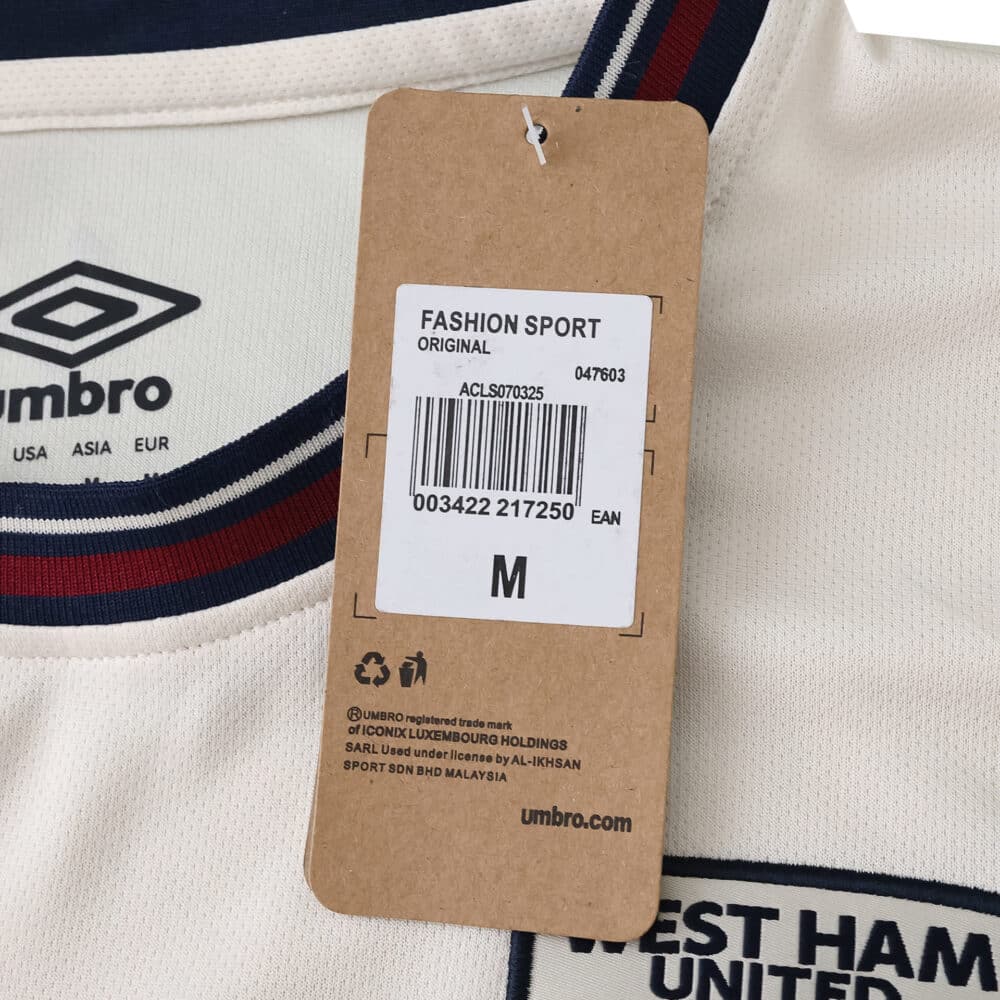 FASHION SPORT
ORIGINAL
047603
ACLS070325
003422 217250 EAN
M
® UMBRO registered trade mark
of ICONIX LUXEMBOURG HOLDINGS
SARL Used under license by AL-IKHSAN
SPORT SDN BHD MALAYSIA
umbro.com
umbro
USA ASIA EUR
WEST HAM
UNITED